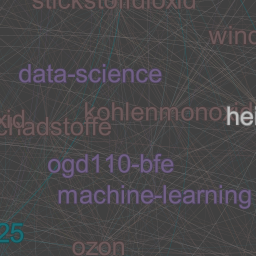 stickstoffdioxid
wind
data-science
kohlenmonoxid
hei
xid
schadstoffe
ogd110-bfe
machine-learning
25
ozon